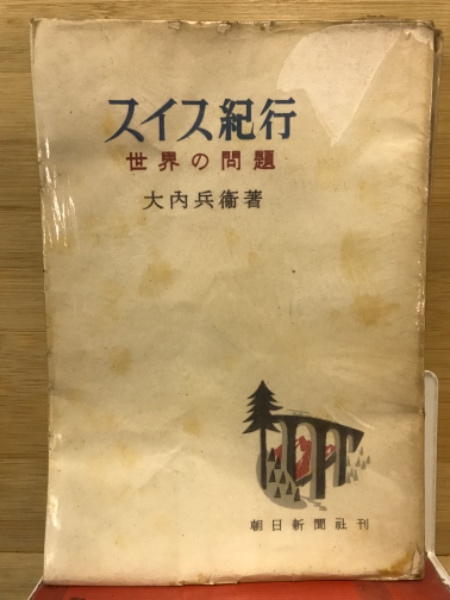 スイス紀行
世界の問題
大内兵衞著
朝日新聞社刊